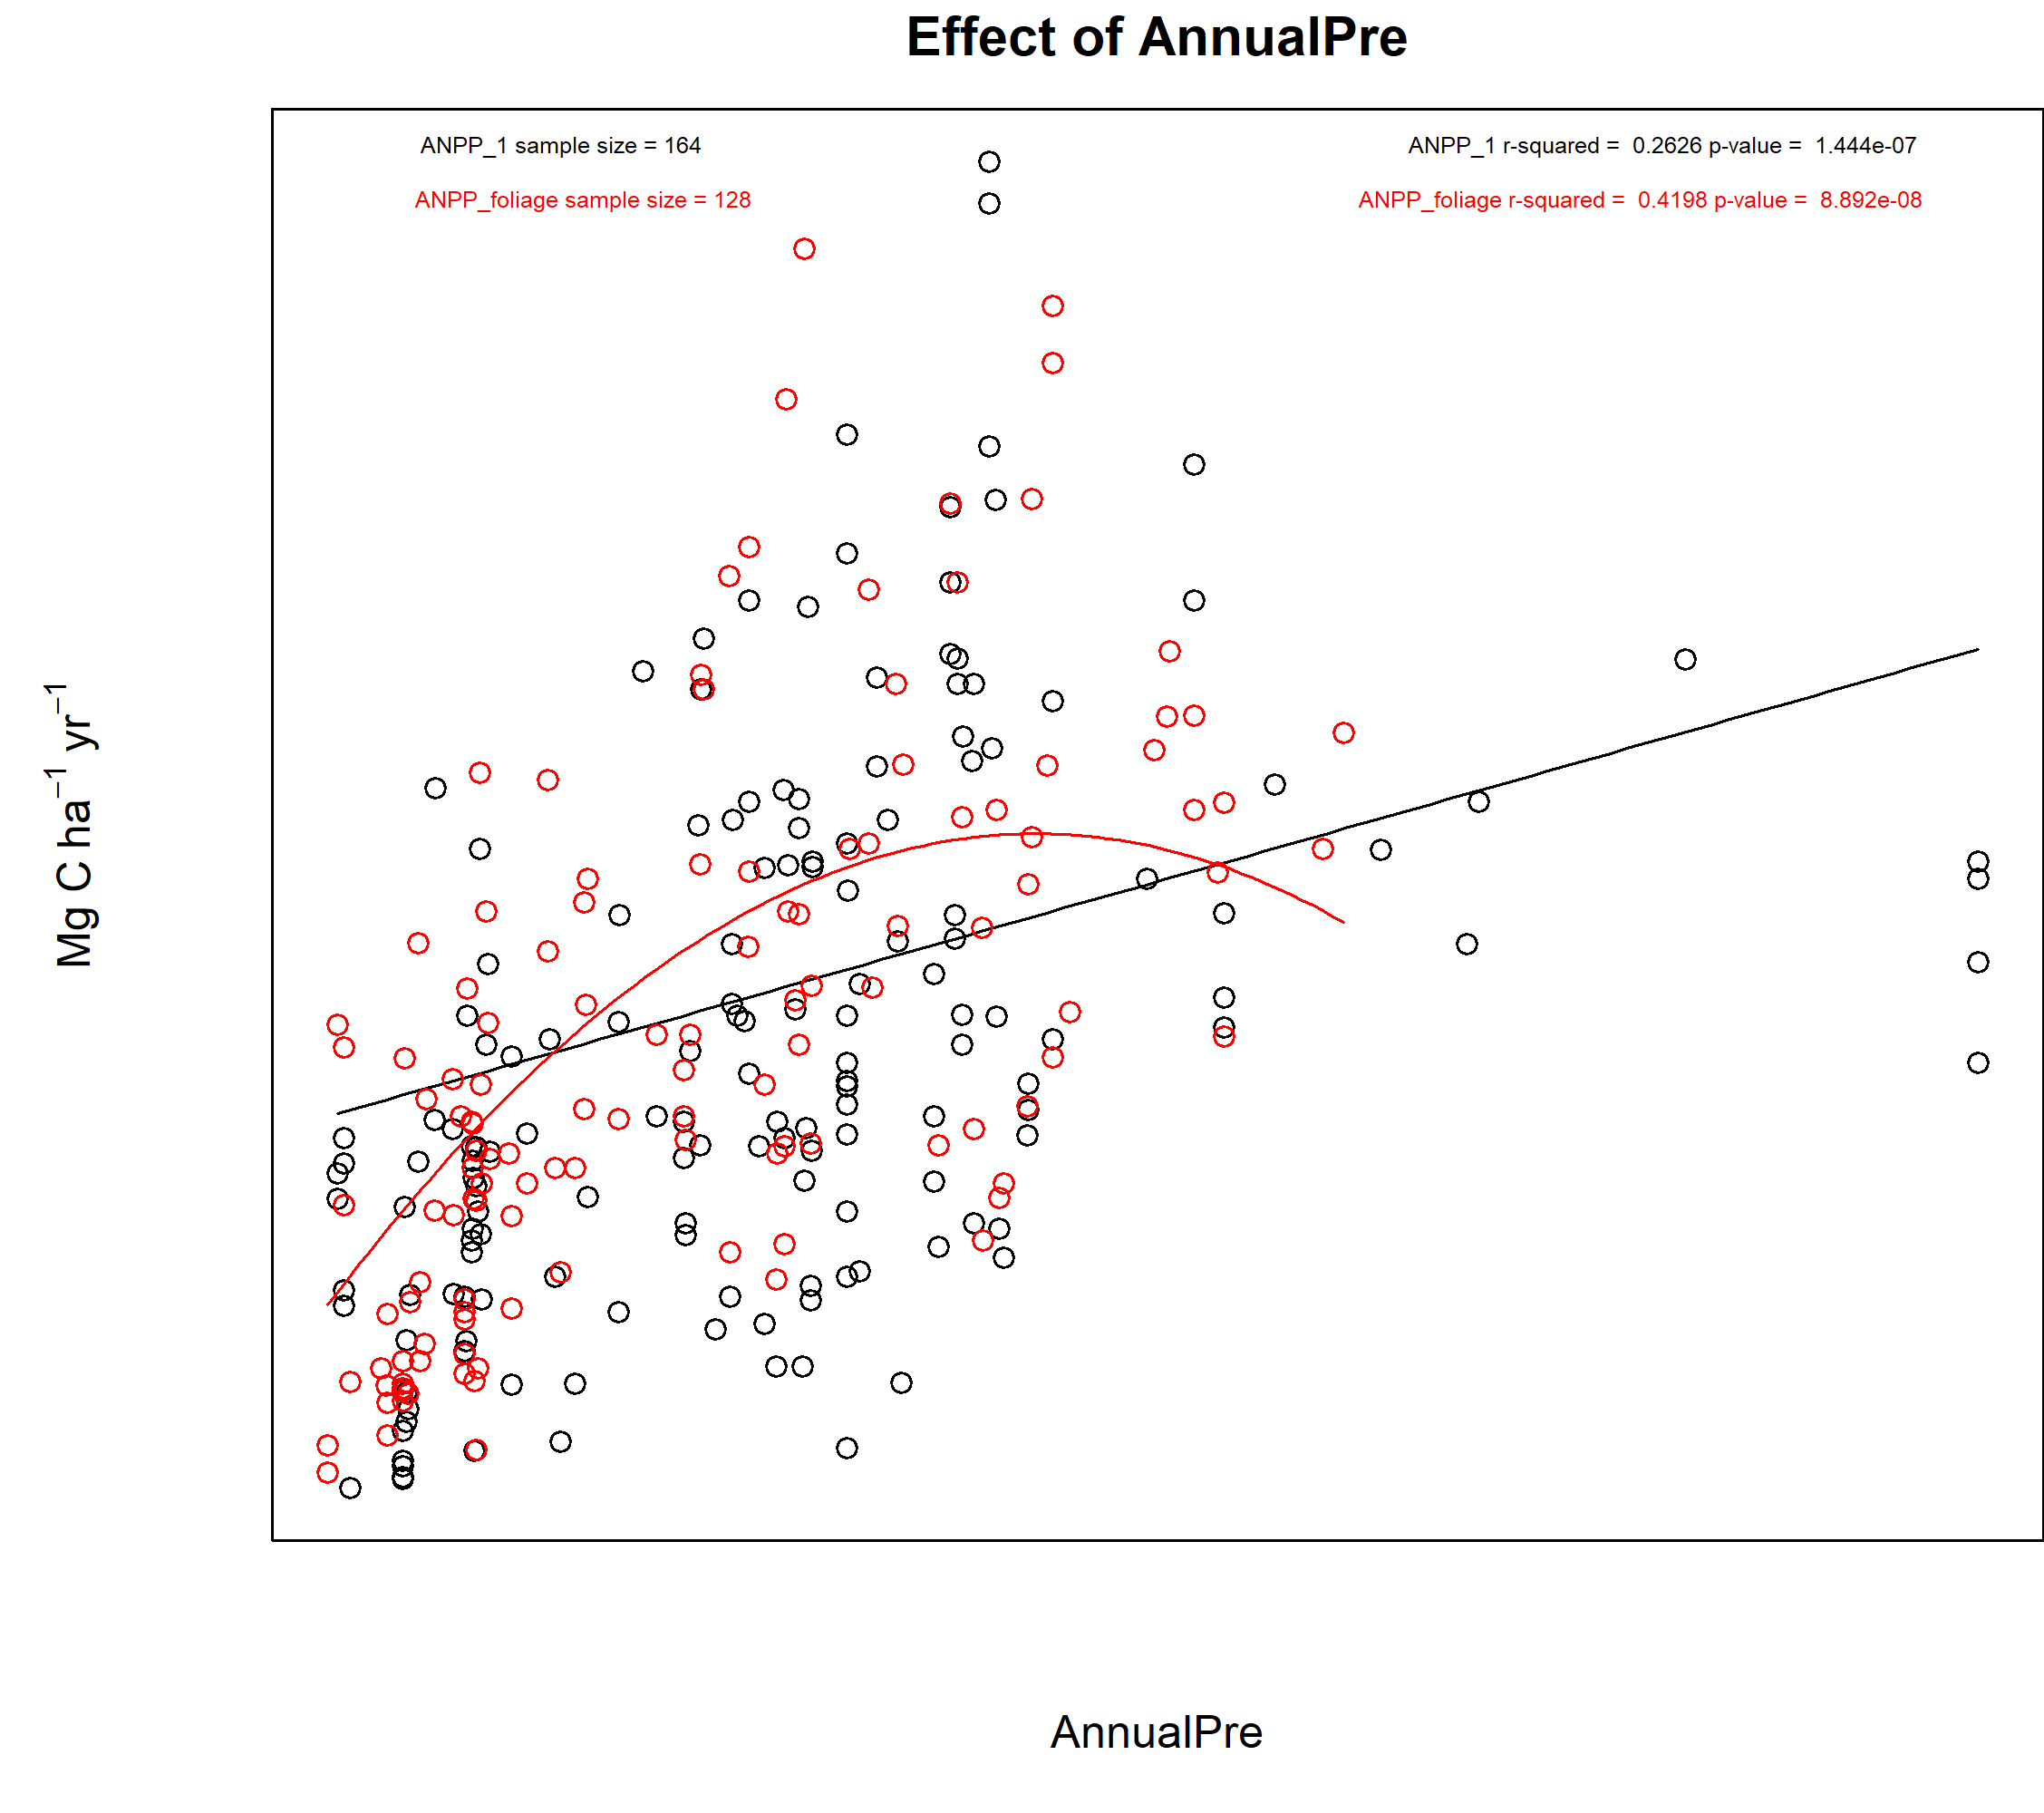 Effect of AnnualPre
ANPP_1 sample size = 164
ANPP_1 r-squared = 0.2626 p-value = 1.444e-07
ANPP_foliage sample size = 128
ANPP_foliage r-squared = 0.4198 p-value = 8.892e-08
Mg C ha⁻¹ yr⁻¹
AnnualPre